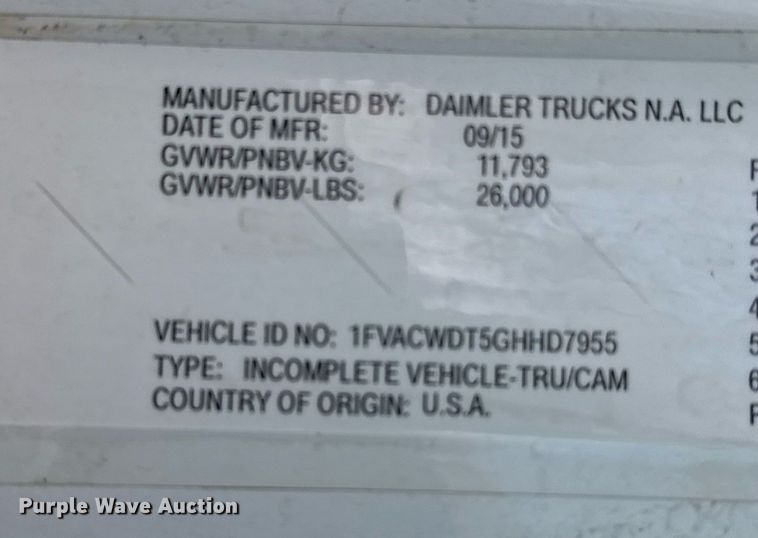 MANUFACTURED BY: DAIMLER TRUCKS N.A. LLC
DATE OF MFR: 09/15
GVWR/PNBV-KG: 11,793
GVWR/PNBV-LBS: 26,000
VEHICLE ID NO: 1FVACWDT5GHHD7955
TYPE: INCOMPLETE VEHICLE-TRU/CAM
COUNTRY OF ORIGIN: U.S.A.
Purple Wave Auction